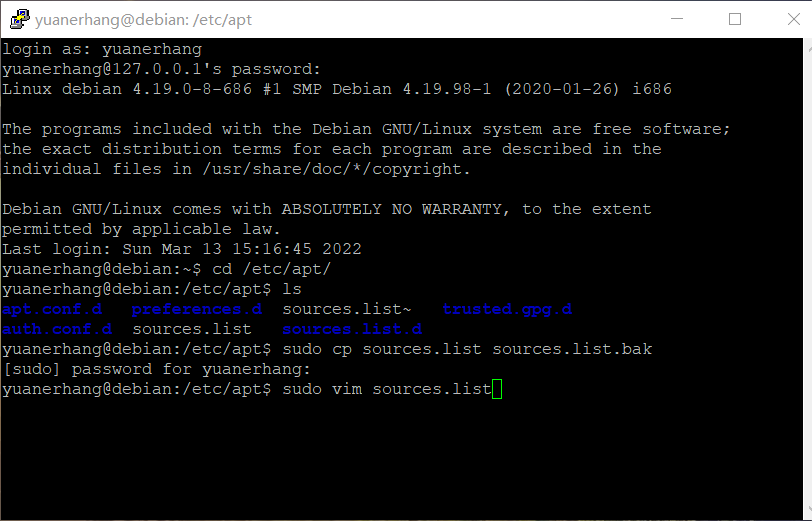 yuanerhang@debian: /etc/apt
login as: yuanerhang
yuanerhang@127.0.0.1's password:
Linux debian 4.19.0-8-686 #1 SMP Debian 4.19.98-1 (2020-01-26) i686
The programs included with the Debian GNU/Linux system are free software;
the exact distribution terms for each program are described in the
individual files in /usr/share/doc/*/copyright.
Debian GNU/Linux comes with ABSOLUTELY NO WARRANTY, to the extent
permitted by applicable law.
Last login: Sun Mar 13 15:16:45 2022
yuanerhang@debian:~$ cd /etc/apt/
yuanerhang@debian:/etc/apt$ ls
apt.conf.d   preferences.d  sources.list~   trusted.gpg.d
auth.conf.d  sources.list   sources.list.d
yuanerhang@debian:/etc/apt$ sudo cp sources.list sources.list.bak
[sudo] password for yuanerhang:
yuanerhang@debian:/etc/apt$ sudo vim sources.list